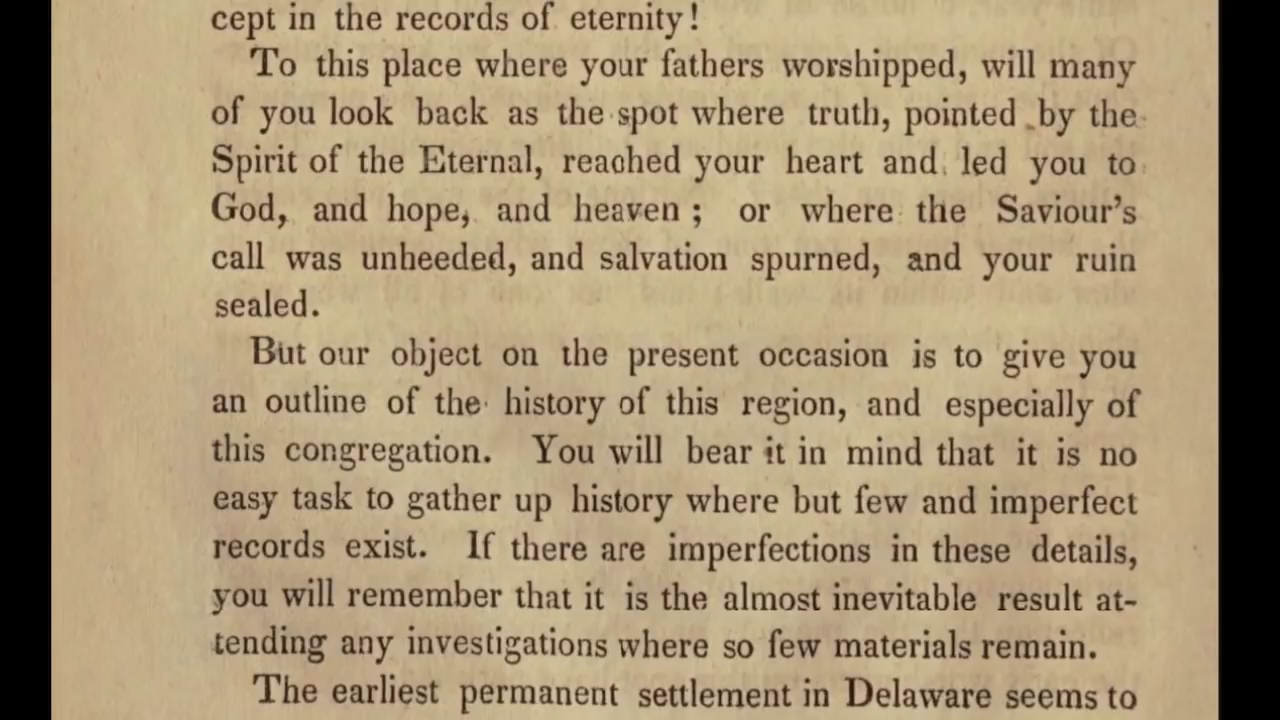 cept in the records of eternity!
To this place where your fathers worshipped, will many
of you look back as the spot where truth, pointed by the
Spirit of the Eternal, reached your heart and led you to
God, and hope, and heaven ; or where the Saviour's
call was unheeded, and salvation spurned, and your ruin
sealed.
But our object on the present occasion is to give you
an outline of the history of this region, and especially of
this congregation. You will bear it in mind that it is no
easy task to gather up history where but few and imperfect
records exist. If there are imperfections in these details,
you will remember that it is the almost inevitable result at-
tending any investigations where so few materials remain.
The earliest permanent settlement in Delaware seems to